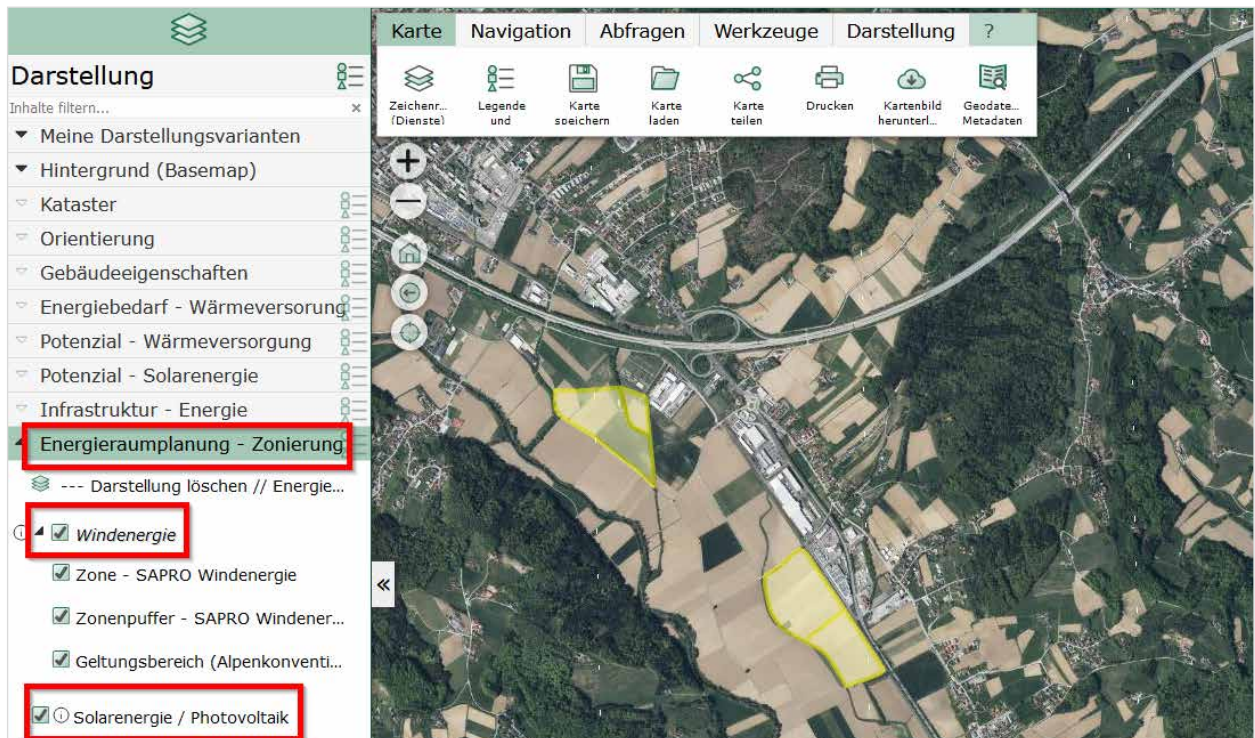 Darstellung
Inhalte filtern...
×
Meine Darstellungsvarianten
Hintergrund (Basemap)
Kataster
Orientierung
Gebäudeeigenschaften
Energiebedarf - Wärmeversorung
Potenzial - Wärmeversorgung
Potenzial - Solarenergie
Infrastruktur - Energie
Energieraumplanung - Zonierung
--- Darstellung löschen // Energie...
Windenergie
Zone - SAPRO Windenergie
Zonenpuffer - SAPRO Windener...
Geltungsbereich (Alpenkonventi...
Solarenergie / Photovoltaik
Karte Navigation Abfragen Werkzeuge Darstellung ?
Zeichenr... (Dienste)
Legende und
Karte speichern
Karte laden
Karte teilen
Drucken
Kartenbild herunterl...
Geodate... Metadaten
«